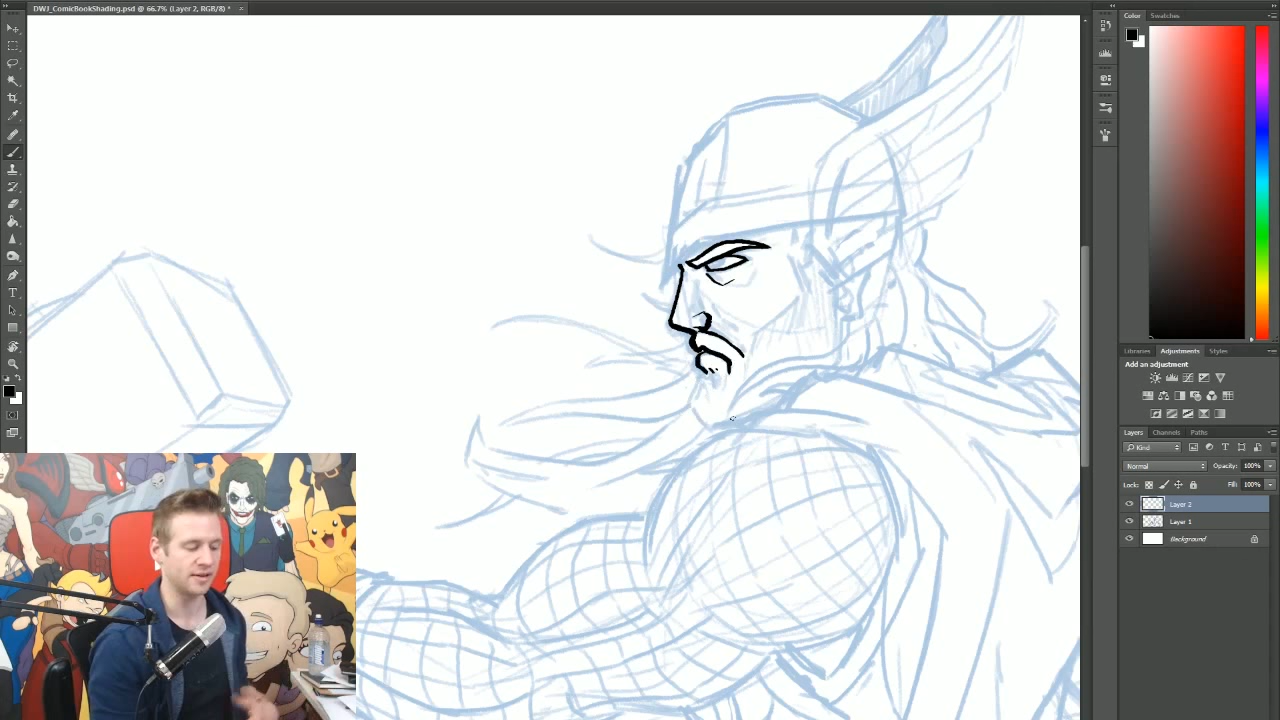 DWJ_ComicBookShading.psd @ 66.7% (Layer 2, RGB/8) *
Color Swatches
Libraries Adjustments Styles
Add an adjustment
Layers Channels Paths
Kind
Normal Opacity: 100%
Lock: Fill: 100%
Layer 2
Layer 1
Background